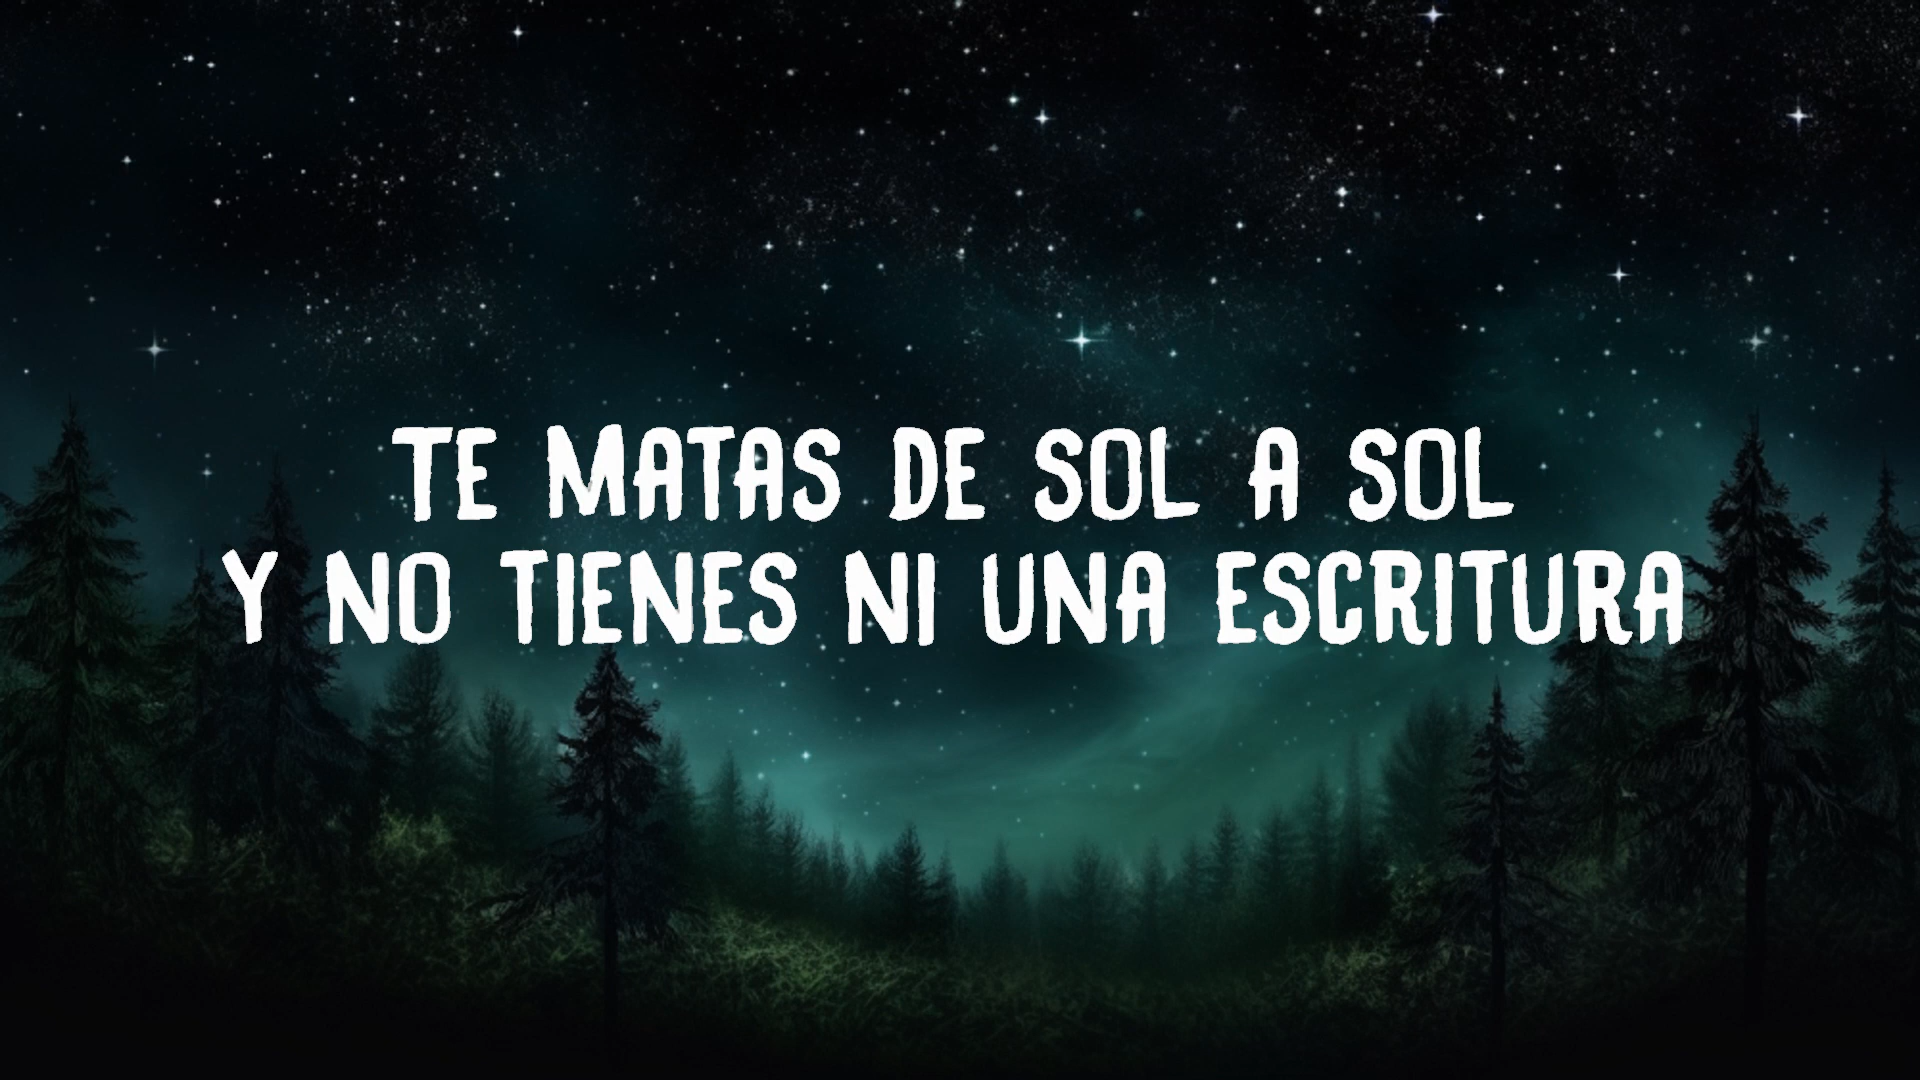 TE MATAS DE SOL A SOL
Y NO TIENES NI UNA ESCRITURA